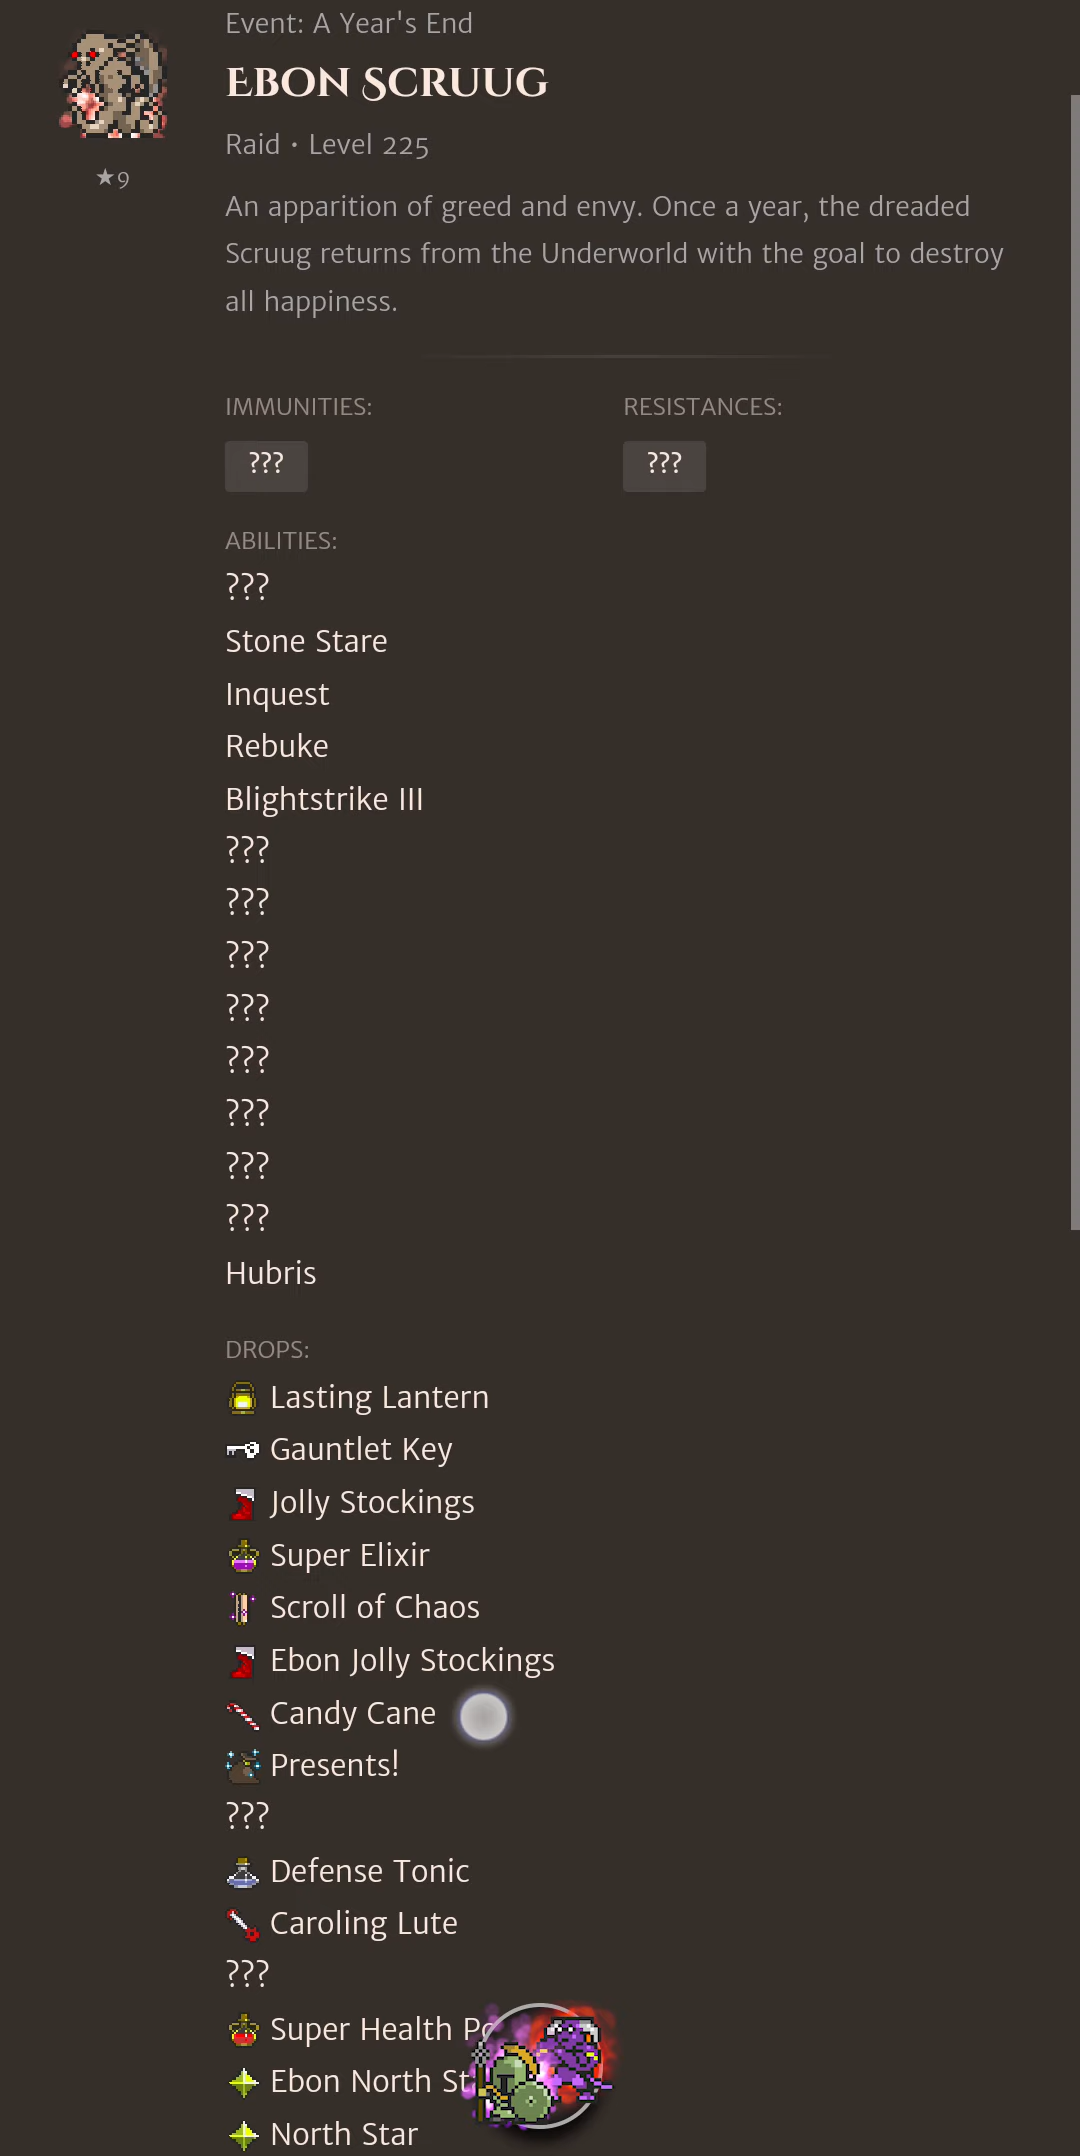 Event: A Year's End
Ebon Scruug
Raid • Level 225
★9
An apparition of greed and envy. Once a year, the dreaded
Scruug returns from the Underworld with the goal to destroy
all happiness.
IMMUNITIES:
???
RESISTANCES:
???
ABILITIES:
???
Stone Stare
Inquest
Rebuke
Blightstrike III
???
???
???
???
???
???
???
???
Hubris
DROPS:
Lasting Lantern
Gauntlet Key
Jolly Stockings
Super Elixir
Scroll of Chaos
Ebon Jolly Stockings
Candy Cane
Presents!
???
Defense Tonic
Caroling Lute
???
Super Health
Ebon North
North Star